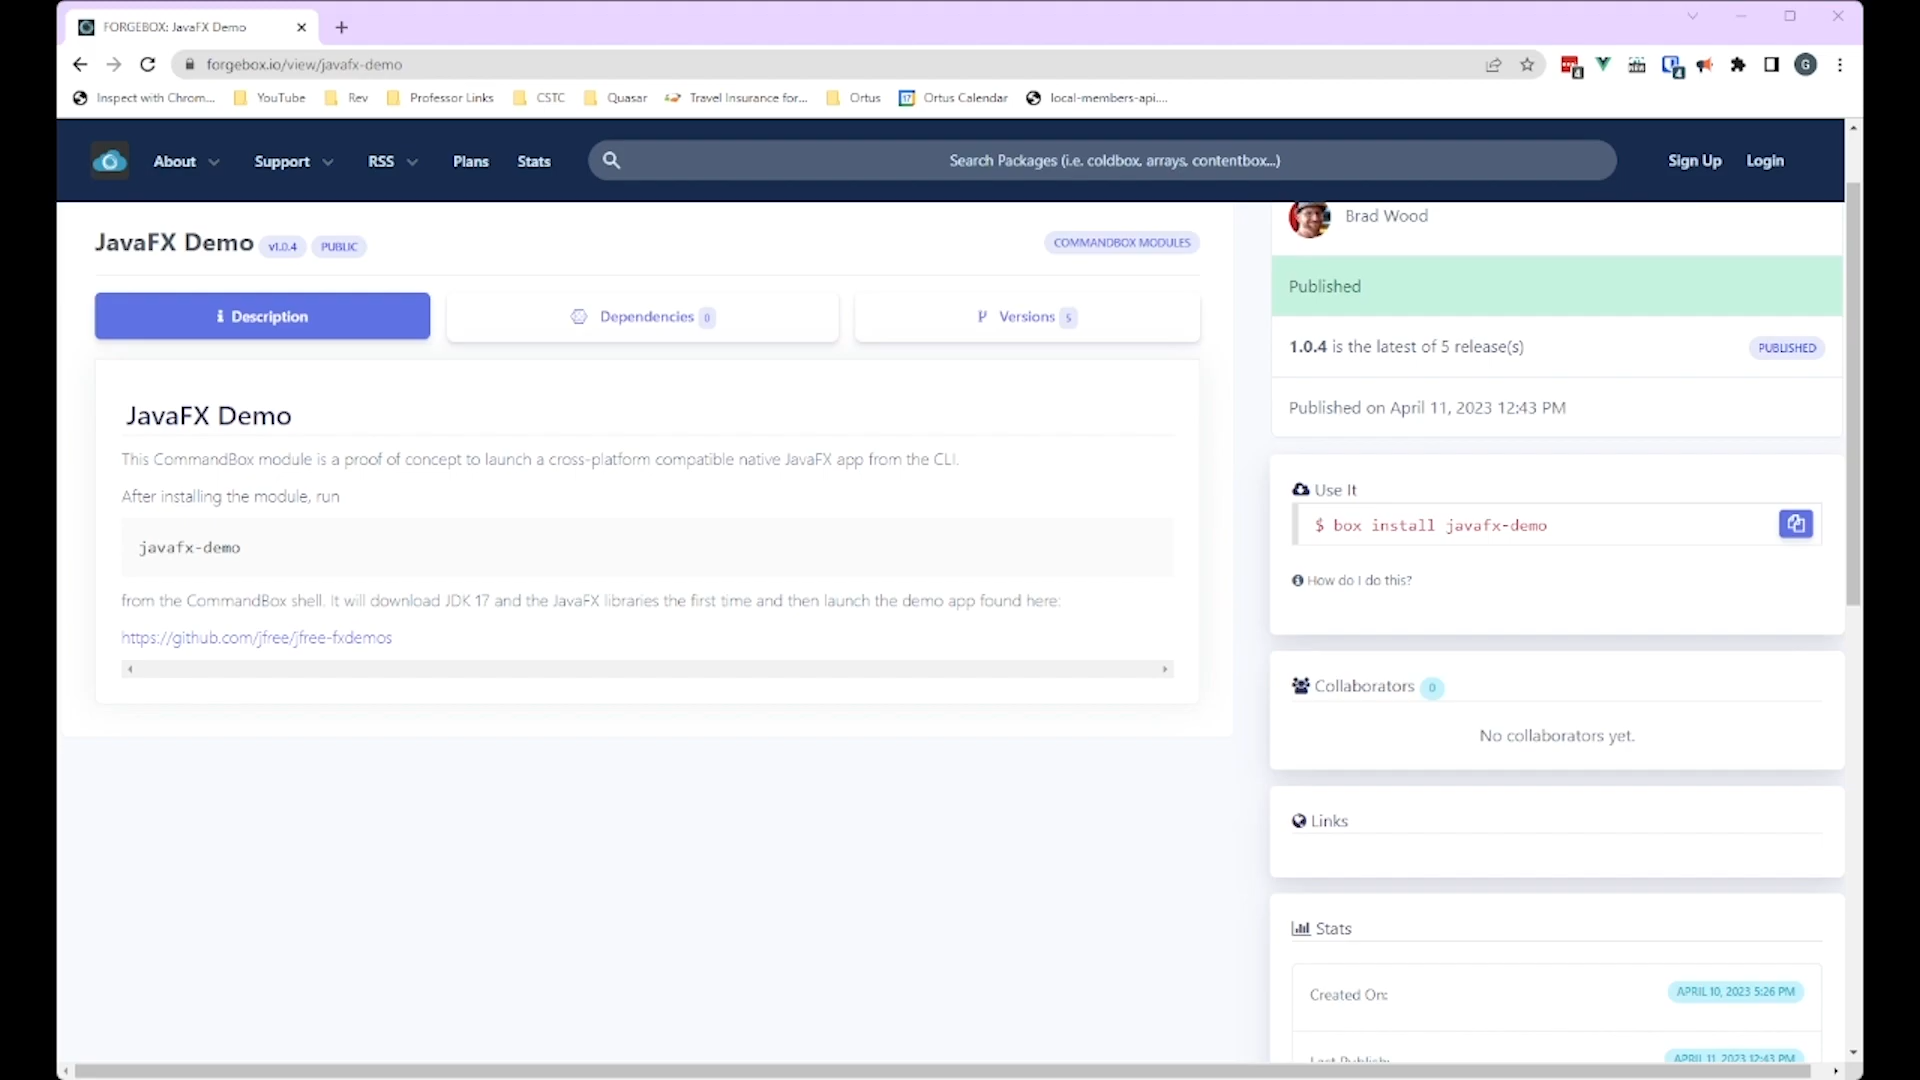 FORGEBOX: JavaFX Demo
forgebox.io/view/javafx-demo
G
Inspect with Chrom... YouTube Rev Professor Links CSTC Quasar Travel Insurance for... Ortus Ortus Calendar local-members-api....
About Support RSS Plans Stats Search Packages (i.e. coldbox, arrays, contentbox...) Sign Up Login
JavaFX Demo v1.0.4 PUBLIC COMMANDBOX MODULES
Description Dependencies 0 Versions 5
JavaFX Demo
This CommandBox module is a proof of concept to launch a cross-platform compatible native JavaFX app from the CLI.
After installing the module, run
javafx-demo
from the CommandBox shell. It will download JDK 17 and the JavaFX libraries the first time and then launch the demo app found here:
https://github.com/jfree/jfree-fxdemos
Brad Wood
Published
1.0.4 is the latest of 5 release(s) PUBLISHED
Published on April 11, 2023 12:43 PM
Use It
$ box install javafx-demo
How do I do this?
Collaborators 0
No collaborators yet.
Links
Stats
Created On: APRIL 10, 2023 5:26 PM
Last Publish: APRIL 11, 2023 12:43 PM